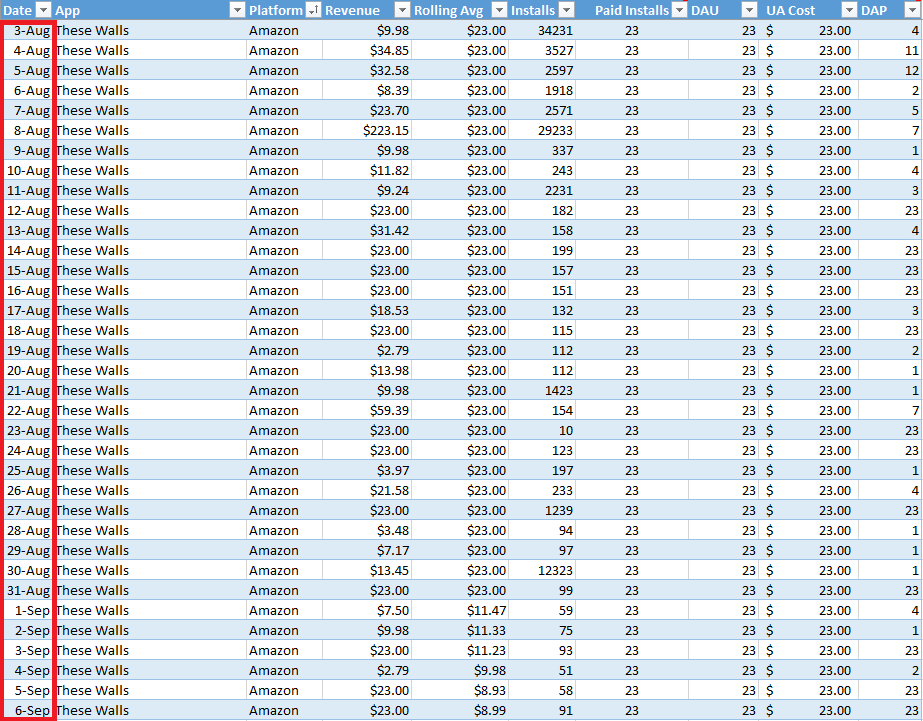 Date App Platform Revenue Rolling Avg Installs Paid Installs DAU UA Cost DAP
3-Aug These Walls Amazon $9.98 $23.00 34231 23 23 $ 23.00 4
4-Aug These Walls Amazon $34.85 $23.00 3527 23 23 $ 23.00 11
5-Aug These Walls Amazon $32.58 $23.00 2597 23 23 $ 23.00 12
6-Aug These Walls Amazon $8.39 $23.00 1918 23 23 $ 23.00 2
7-Aug These Walls Amazon $23.70 $23.00 2571 23 23 $ 23.00 5
8-Aug These Walls Amazon $223.15 $23.00 29233 23 23 $ 23.00 7
9-Aug These Walls Amazon $9.98 $23.00 337 23 23 $ 23.00 1
10-Aug These Walls Amazon $11.82 $23.00 243 23 23 $ 23.00 4
11-Aug These Walls Amazon $9.24 $23.00 2231 23 23 $ 23.00 3
12-Aug These Walls Amazon $23.00 $23.00 182 23 23 $ 23.00 23
13-Aug These Walls Amazon $31.42 $23.00 158 23 23 $ 23.00 4
14-Aug These Walls Amazon $23.00 $23.00 199 23 23 $ 23.00 23
15-Aug These Walls Amazon $23.00 $23.00 157 23 23 $ 23.00 23
16-Aug These Walls Amazon $23.00 $23.00 151 23 23 $ 23.00 23
17-Aug These Walls Amazon $18.53 $23.00 132 23 23 $ 23.00 3
18-Aug These Walls Amazon $23.00 $23.00 115 23 23 $ 23.00 23
19-Aug These Walls Amazon $2.79 $23.00 112 23 23 $ 23.00 2
20-Aug These Walls Amazon $13.98 $23.00 112 23 23 $ 23.00 1
21-Aug These Walls Amazon $9.98 $23.00 1423 23 23 $ 23.00 1
22-Aug These Walls Amazon $59.39 $23.00 154 23 23 $ 23.00 7
23-Aug These Walls Amazon $23.00 $23.00 10 23 23 $ 23.00 23
24-Aug These Walls Amazon $23.00 $23.00 123 23 23 $ 23.00 23
25-Aug These Walls Amazon $3.97 $23.00 197 23 23 $ 23.00 1
26-Aug These Walls Amazon $21.58 $23.00 233 23 23 $ 23.00 4
27-Aug These Walls Amazon $23.00 $23.00 1239 23 23 $ 23.00 23
28-Aug These Walls Amazon $3.48 $23.00 94 23 23 $ 23.00 1
29-Aug These Walls Amazon $7.17 $23.00 97 23 23 $ 23.00 1
30-Aug These Walls Amazon $13.45 $23.00 12323 23 23 $ 23.00 1
31-Aug These Walls Amazon $23.00 $23.00 99 23 23 $ 23.00 23
1-Sep These Walls Amazon $7.50 $11.47 59 23 23 $ 23.00 4
2-Sep These Walls Amazon $9.98 $11.33 75 23 23 $ 23.00 1
3-Sep These Walls Amazon $23.00 $11.23 93 23 23 $ 23.00 23
4-Sep These Walls Amazon $2.79 $9.98 51 23 23 $ 23.00 2
5-Sep These Walls Amazon $23.00 $8.93 58 23 23 $ 23.00 23
6-Sep These Walls Amazon $23.00 $8.99 91 23 23 $ 23.00 23